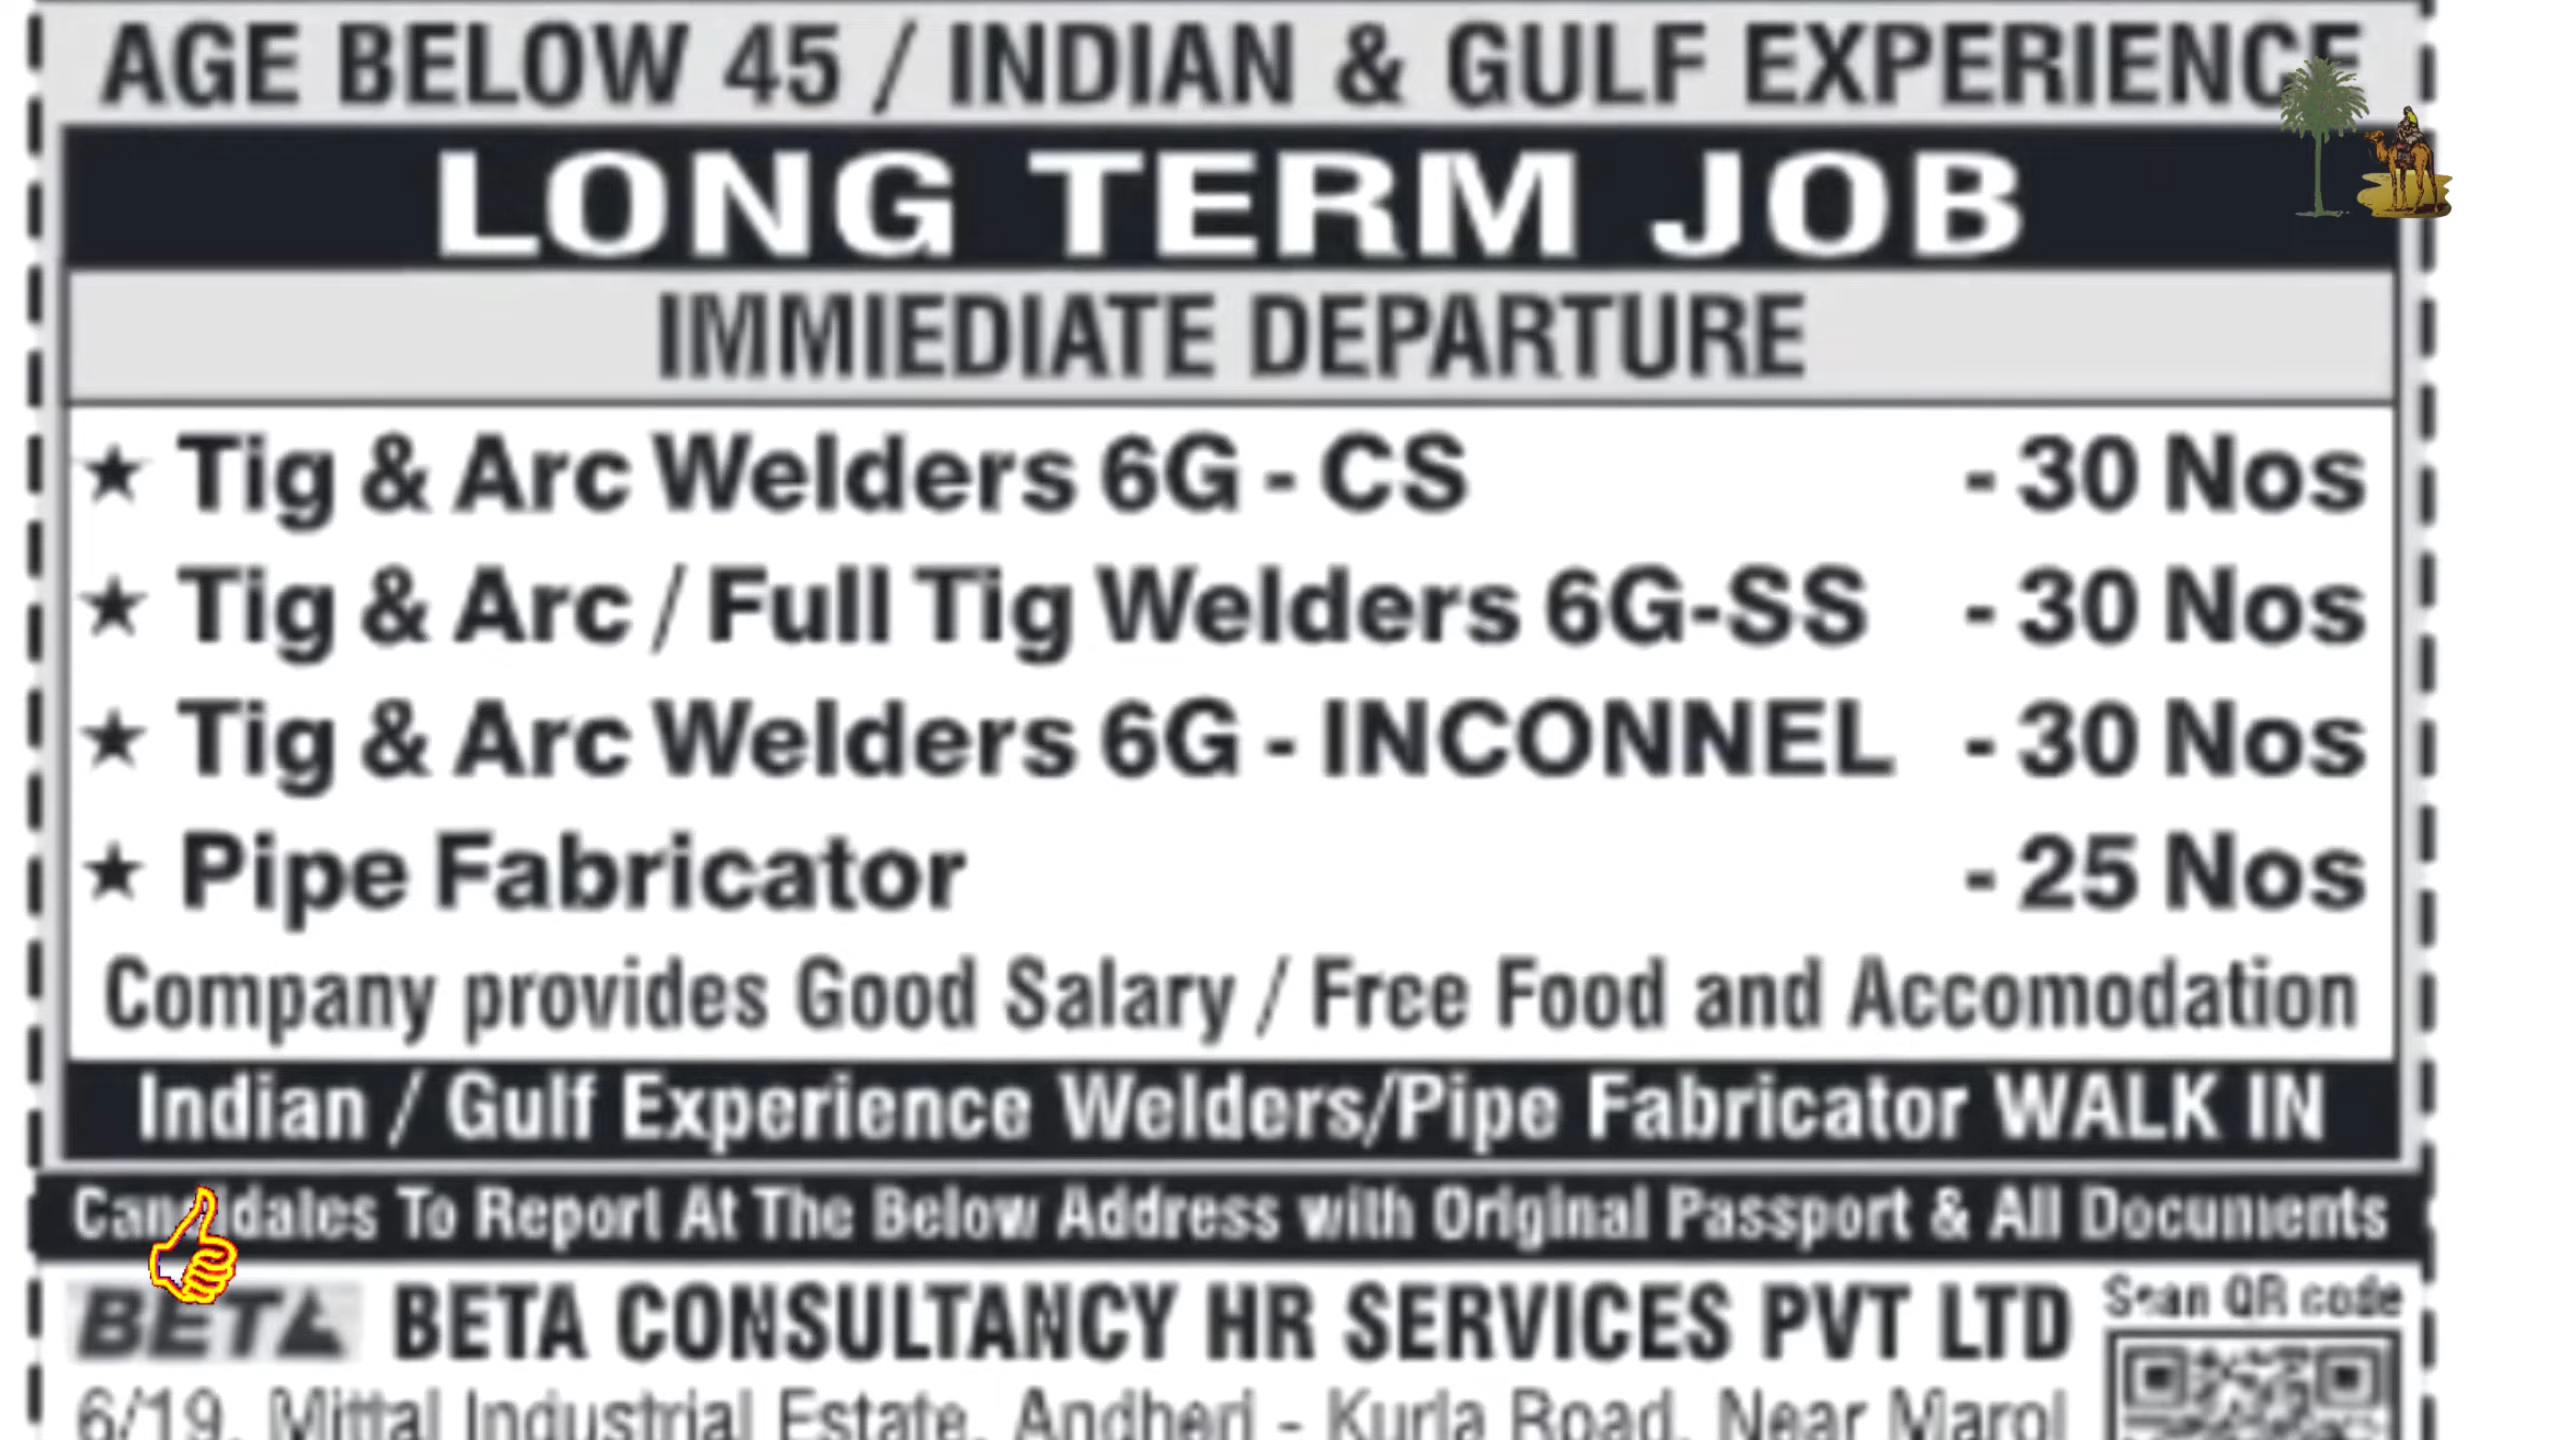 AGE BELOW 45 / INDIAN & GULF EXPERIENCE
LONG TERM JOB
IMMIEDIATE DEPARTURE
★ Tig & Arc Welders 6G - CS - 30 Nos
★ Tig & Arc / Full Tig Welders 6G-SS - 30 Nos
★ Tig & Arc Welders 6G - INCONNEL - 30 Nos
★ Pipe Fabricator - 25 Nos
Company provides Good Salary / Free Food and Accomodation
Indian / Gulf Experience Welders/Pipe Fabricator WALK IN
Candidates To Report At The Below Address with Original Passport & All Documents
BETA BETA CONSULTANCY HR SERVICES PVT LTD
Scan QR code
6/19, Mittal Industrial Estate, Andheri - Kurla Road, Near Marol